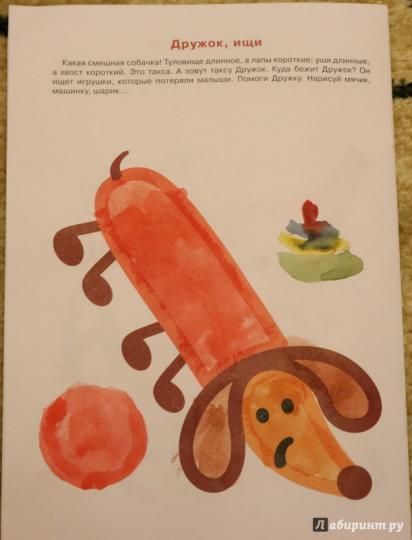 Дружок, ищи
Какая смешная собачка! Туловище длинное, а лапы короткие; уши длинные,
а хвост короткий. Это такса. А зовут таксу Дружок. Куда бежит Дружок? Он
ищет игрушки, которые потеряли малыши. Помоги Дружку. Нарисуй мячик,
машинку, шарик...
Лабиринт.ру